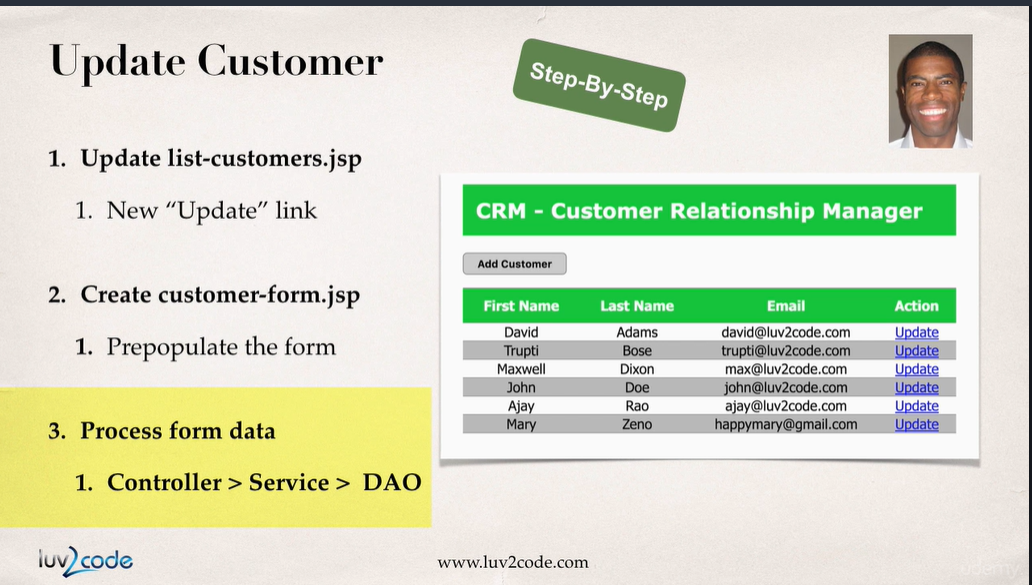 Update Customer
Step-By-Step
1. Update list-customers.jsp
1. New “Update” link
2. Create customer-form.jsp
1. Prepopulate the form
3. Process form data
1. Controller > Service > DAO
CRM - Customer Relationship Manager
Add Customer
First Name Last Name Email Action
David Adams david@luv2code.com Update
Trupti Bose trupti@luv2code.com Update
Maxwell Dixon max@luv2code.com Update
John Doe john@luv2code.com Update
Ajay Rao ajay@luv2code.com Update
Mary Zeno happymary@gmail.com Update
luv2code
www.luv2code.com
udemy